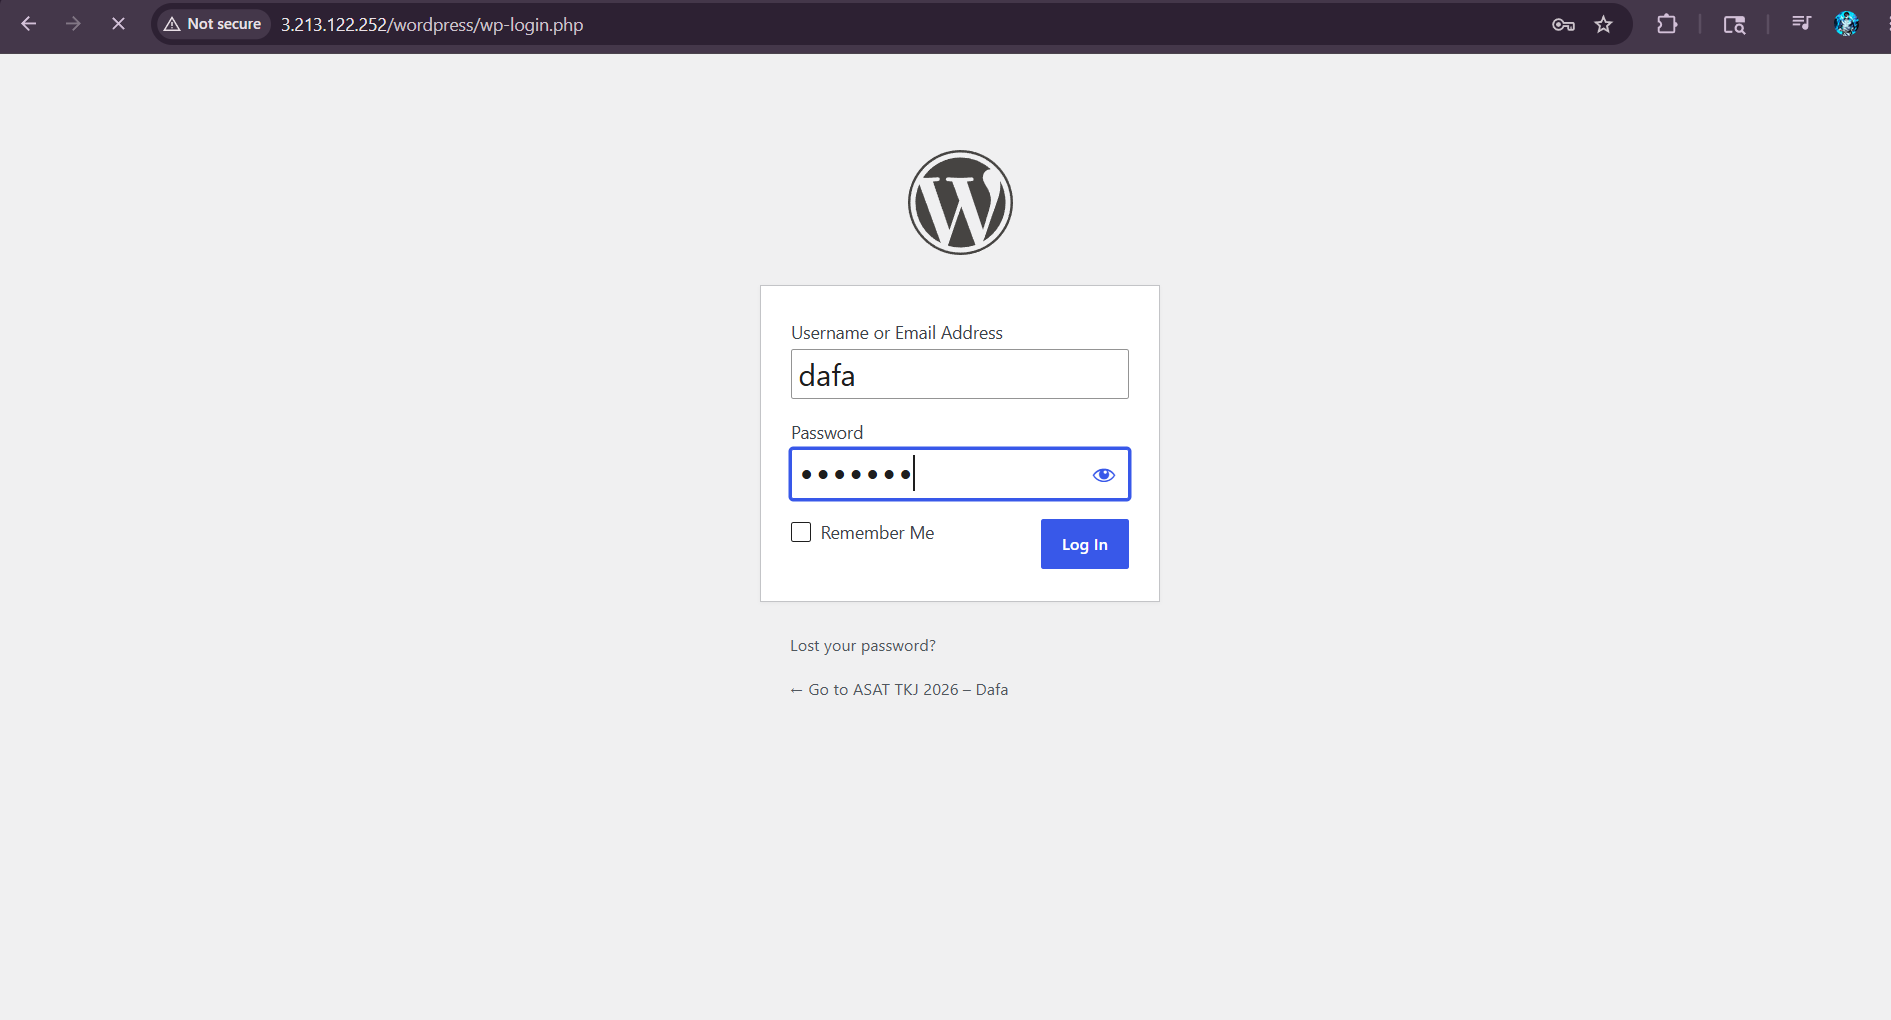 Not secure
3.213.122.252/wordpress/wp-login.php
Username or Email Address
dafa
Password
•••••••
Remember Me
Log In
Lost your password?
← Go to ASAT TKJ 2026 – Dafa